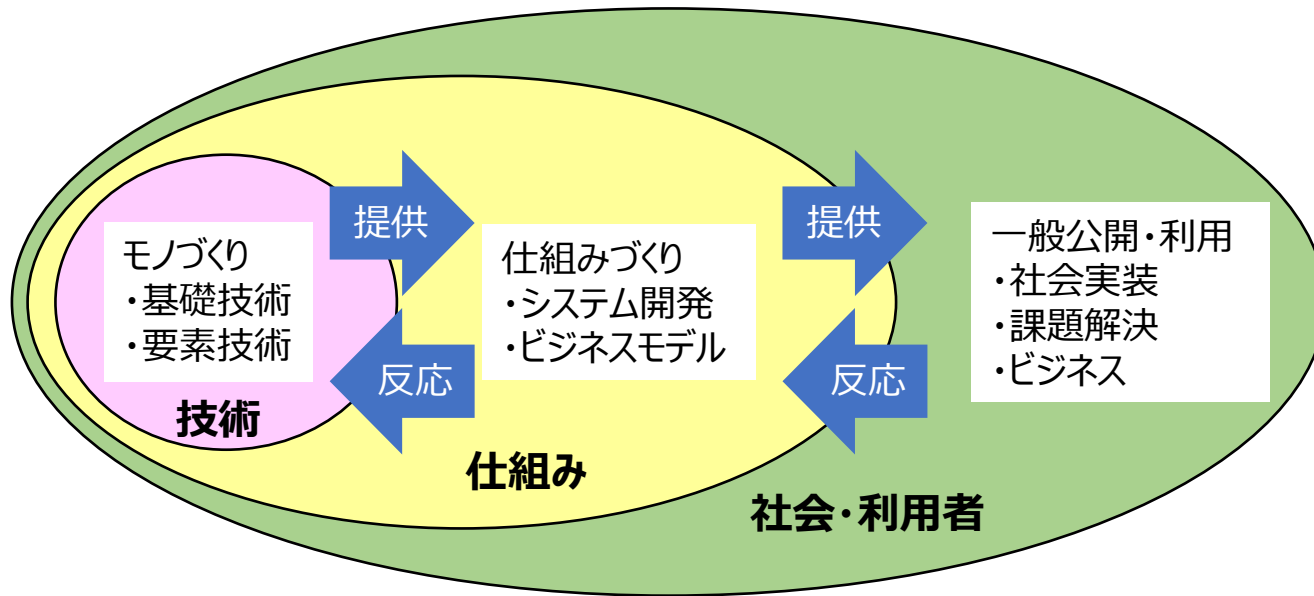 モノづくり
・基礎技術
・要素技術
技術
提供
反応
仕組みづくり
・システム開発
・ビジネスモデル
仕組み
提供
反応
一般公開・利用
・社会実装
・課題解決
・ビジネス
社会・利用者